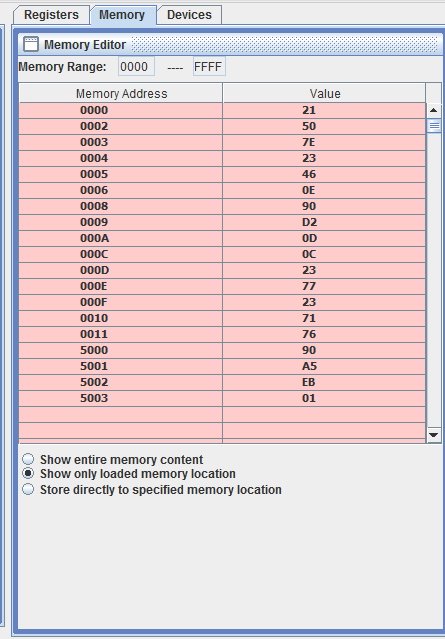 Registers Memory Devices
Memory Editor
Memory Range: 0000 ---- FFFF
Memory Address Value
0000 21
0002 50
0003 7E
0004 23
0005 46
0006 0E
0008 90
0009 D2
000A 0D
000C 0C
000D 23
000E 77
000F 23
0010 71
0011 76
5000 90
5001 A5
5002 EB
5003 01
Show entire memory content
Show only loaded memory location
Store directly to specified memory location